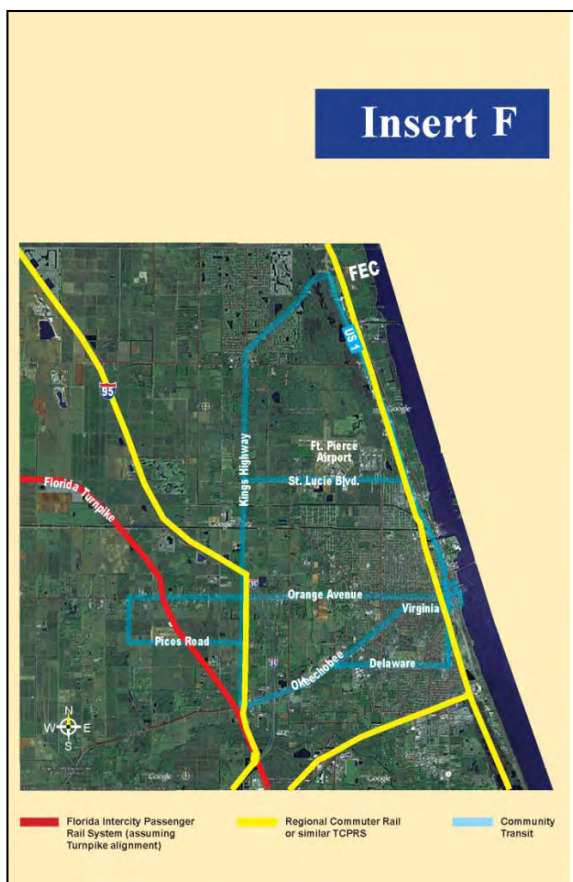 Insert F
FEC
US 1
95
Google
Kings Highway
Ft. Pierce
Airport
St. Lucie Blvd.
Florida Turnpike
Google
Orange Avenue
Virginia
Picos Road
Delaware
Okeechobee
N
W E
S
Google
Google
Florida Intercity Passenger
Rail System (assuming
Turnpike alignment)
Regional Commuter Rail
or similar TCPRS
Community
Transit